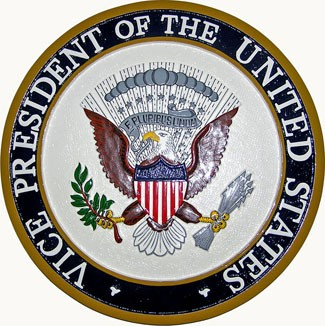 VICE PRESIDENT OF THE UNITED STATES
E PLURIBUS UNUM